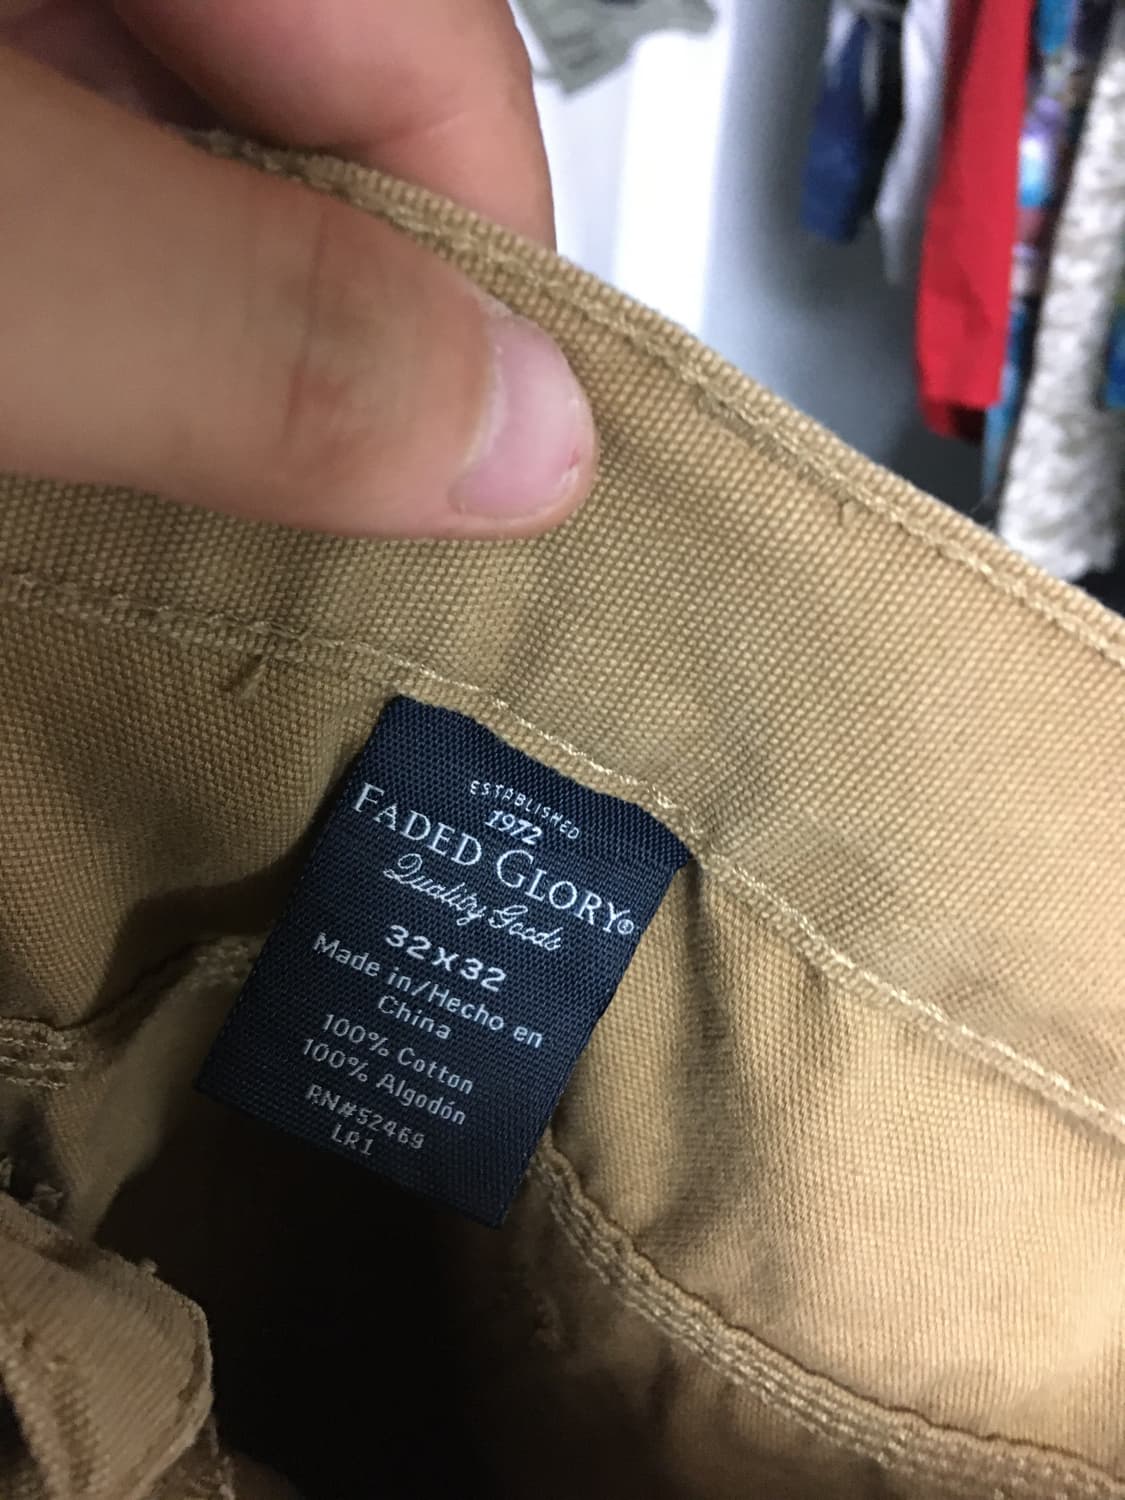 ESTABLISHED
1972
FADED GLORY®
Quality Goods
32x32
Made in/Hecho en
China
100% Cotton
100% Algodón
RN#52469
LR1